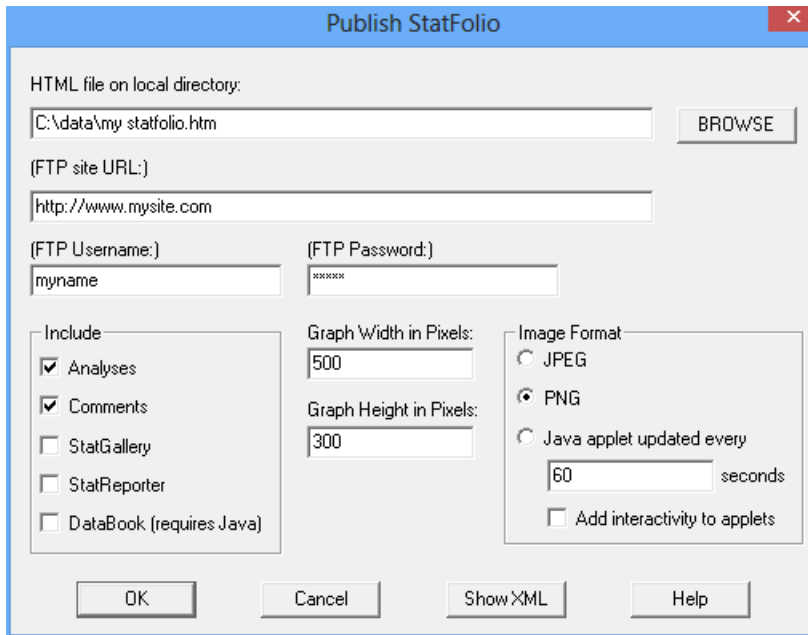 Publish StatFolio
HTML file on local directory:
C:\data\my statfolio.htm
BROWSE
(FTP site URL:)
http://www.mysite.com
(FTP Username:)
(FTP Password:)
myname
*****
Include
Analyses
Comments
StatGallery
StatReporter
DataBook (requires Java)
Graph Width in Pixels:
500
Graph Height in Pixels:
300
Image Format
JPEG
PNG
Java applet updated every
60 seconds
Add interactivity to applets
OK
Cancel
Show XML
Help